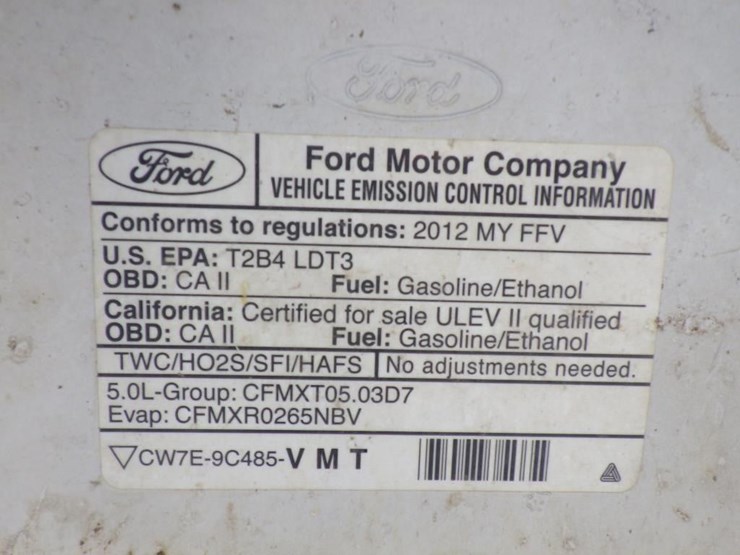 Ford
Ford
Ford Motor Company
VEHICLE EMISSION CONTROL INFORMATION
Conforms to regulations: 2012 MY FFV
U.S. EPA: T2B4 LDT3
OBD: CA II Fuel: Gasoline/Ethanol
California: Certified for sale ULEV II qualified
OBD: CA II Fuel: Gasoline/Ethanol
TWC/HO2S/SFI/HAFS No adjustments needed.
5.0L-Group: CFMXT05.03D7
Evap: CFMXR0265NBV
CW7E-9C485-V M T